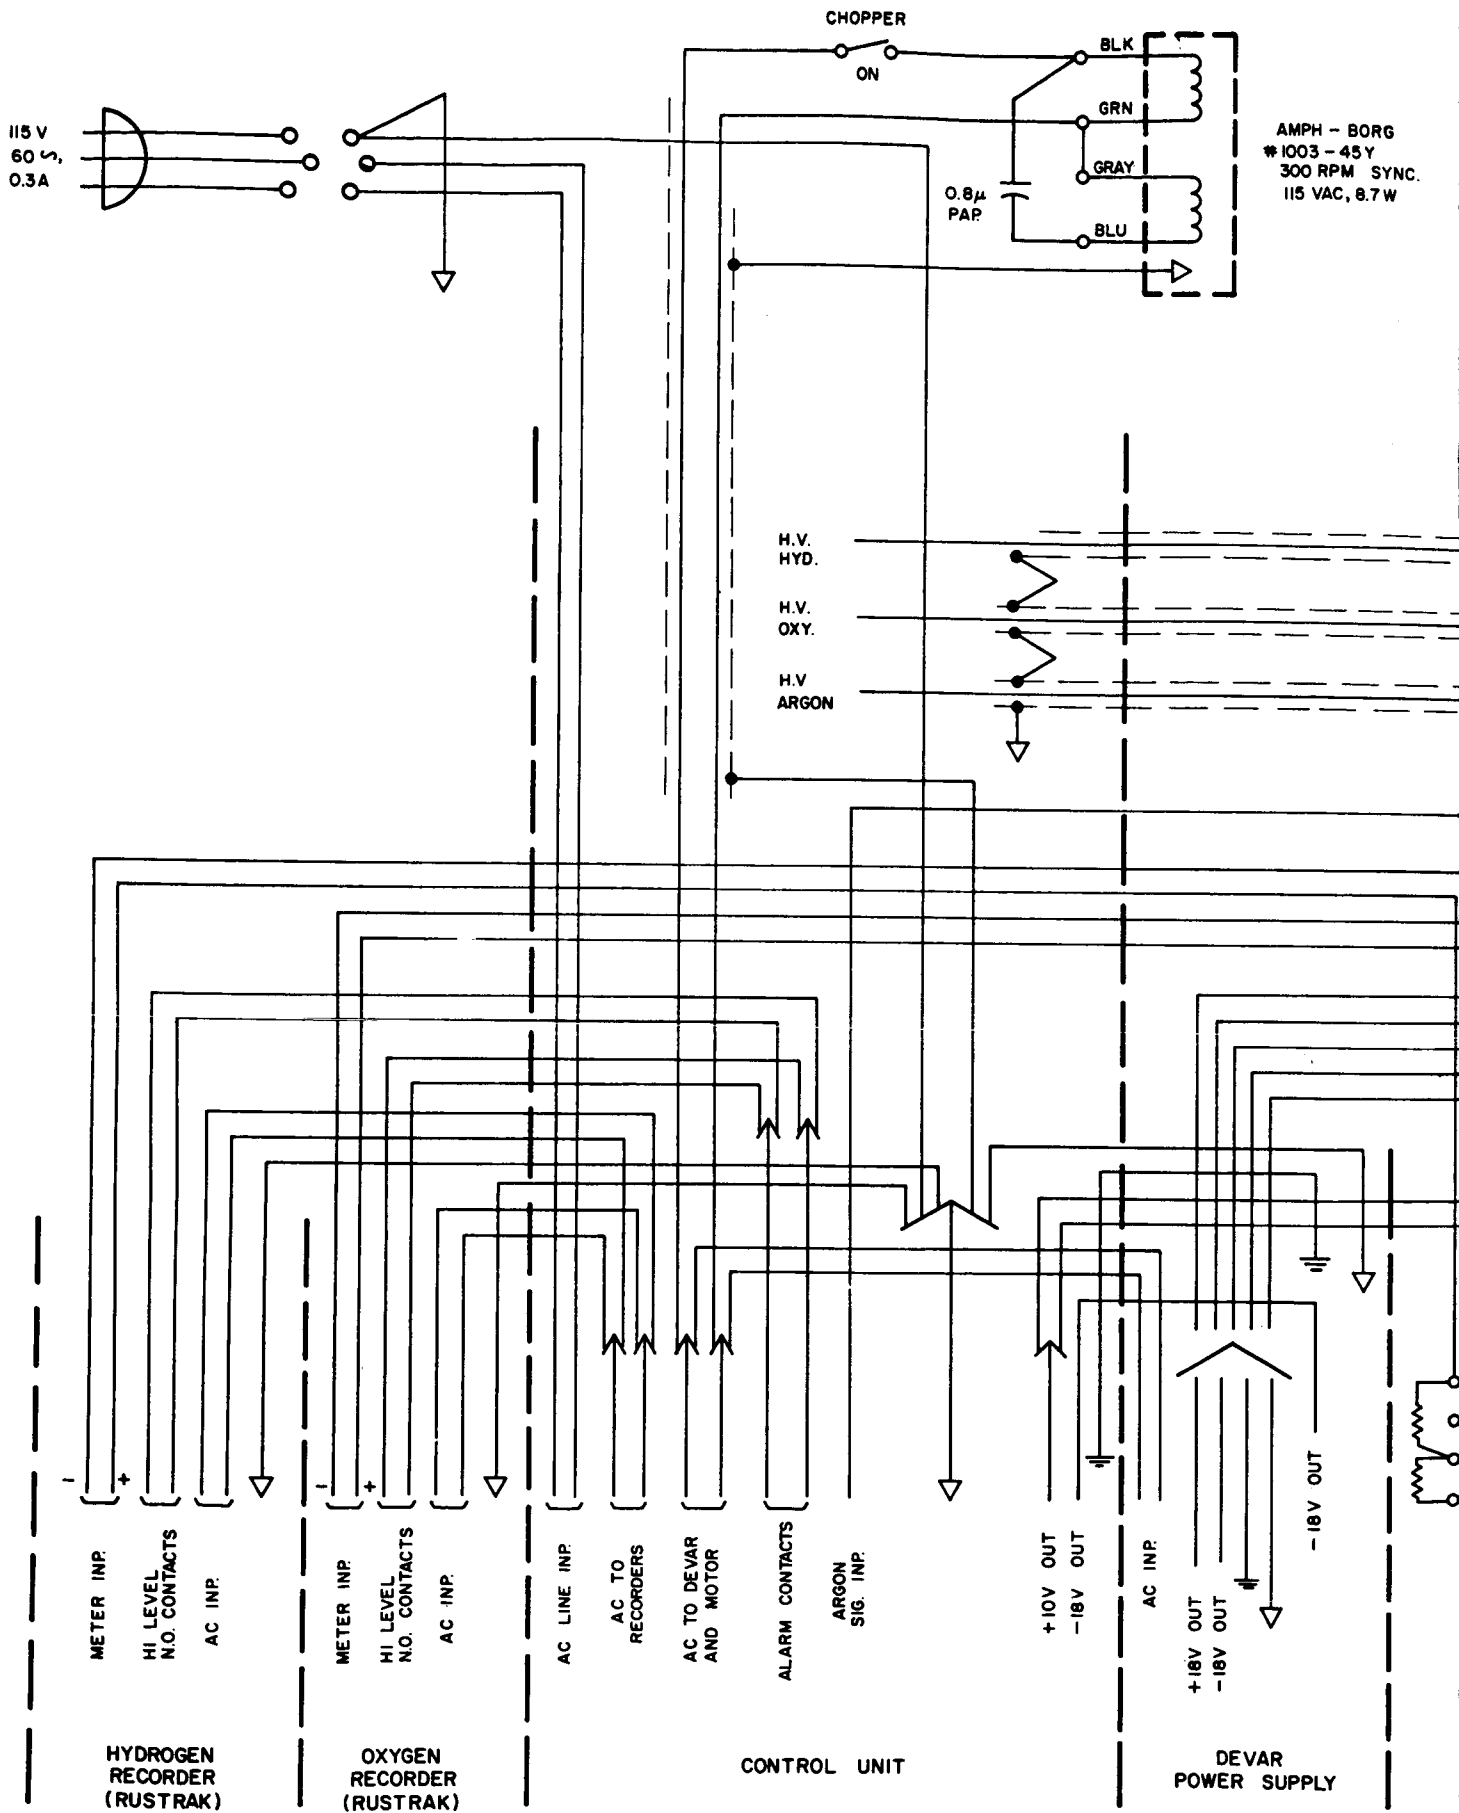 CHOPPER
ON
BLK
GRN
GRAY
BLU
0.8μ
PAP.
AMPH - BORG
#1003-45Y
300 RPM SYNC.
115 VAC, 8.7W
115 V
60 ∿,
0.3A
H.V.
HYD.
H.V.
OXY.
H.V
ARGON
-
+
-
+
METER INP.
HI LEVEL
N.O. CONTACTS
AC INP.
METER INP.
HI LEVEL
N.O. CONTACTS
AC INP.
AC LINE INP.
AC TO
RECORDERS
AC TO DEVAR
AND MOTOR
ALARM CONTACTS
ARGON
SIG. INP.
+10V OUT
-18V OUT
AC INP.
+18V OUT
-18V OUT
-18V OUT
HYDROGEN
RECORDER
(RUSTRAK)
OXYGEN
RECORDER
(RUSTRAK)
CONTROL UNIT
DEVAR
POWER SUPPLY